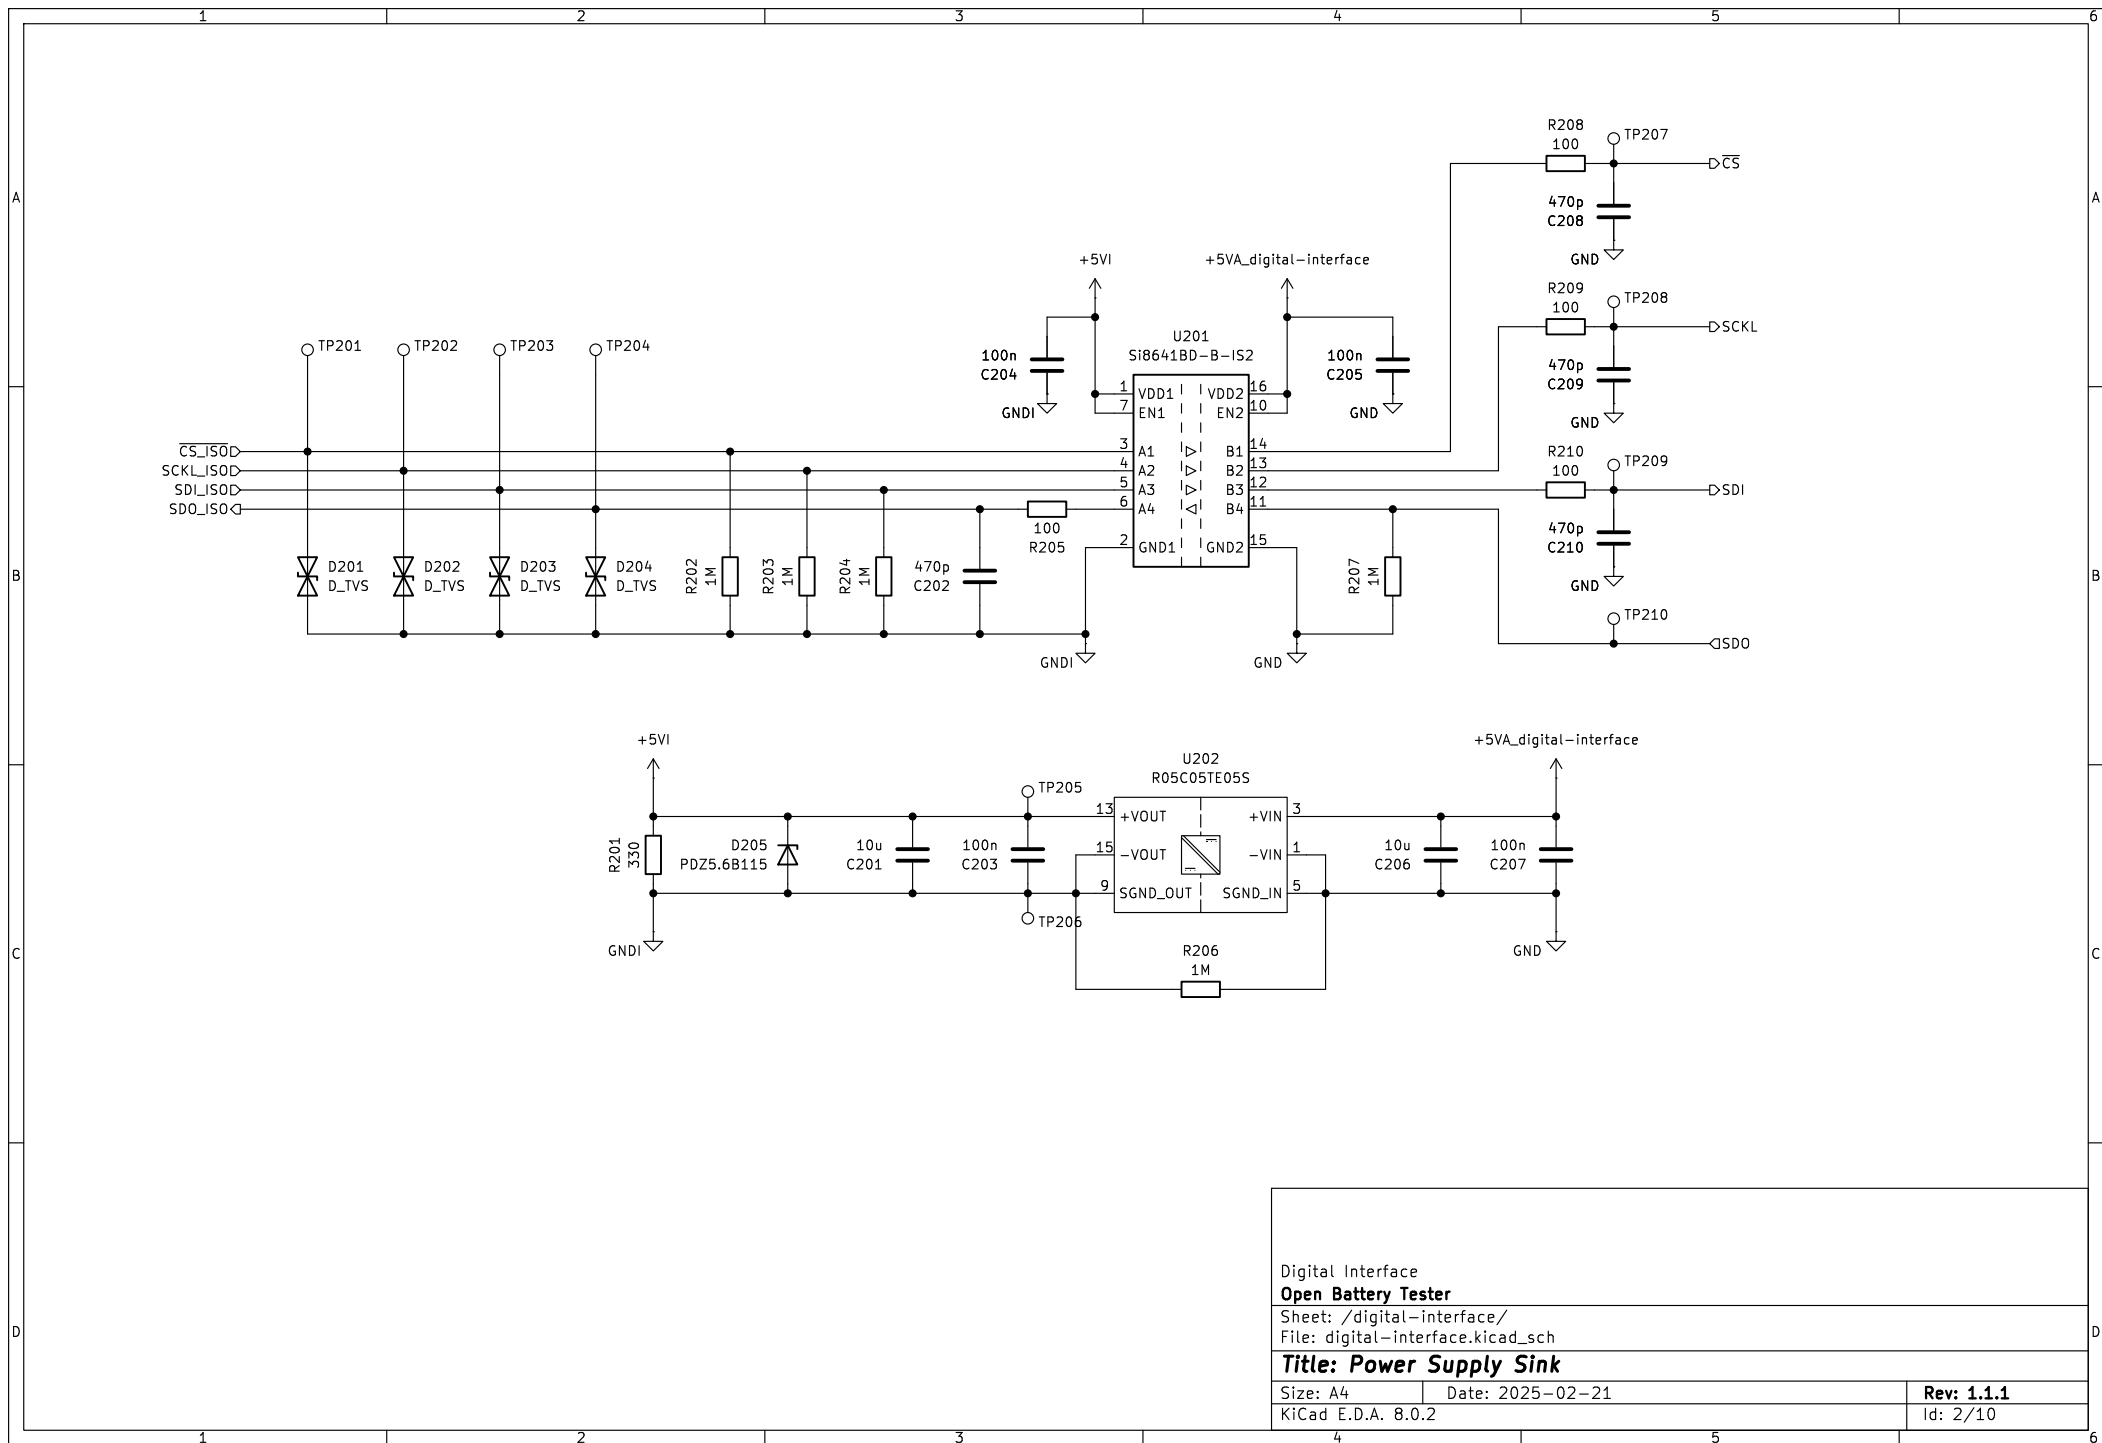 1 2 3 4 5 6
A A
B B
C C
D D
R208
100
TP207
CS
470p
C208
GND
+5VI
+5VA_digital-interface
R209
100
TP208
SCKL
470p
C209
GND
TP201 TP202 TP203 TP204
100n
C204
GNDI
U201
Si8641BD-B-IS2
100n
C205
GND
1 VDD1 VDD2 16
7 EN1 EN2 10
3 A1 B1 14
4 A2 B2 13
5 A3 B3 12
6 A4 B4 11
2 GND1 GND2 15
CS_ISO
SCKL_ISO
SDI_ISO
SDO_ISO
R210
100
TP209
SDI
470p
C210
GND
100
R205
D201
D_TVS
D202
D_TVS
D203
D_TVS
D204
D_TVS
R202
1M
R203
1M
R204
1M
470p
C202
GNDI
R207
1M
GND
TP210
SDO
+5VI
+5VA_digital-interface
U202
R05C05TE05S
TP205
13 +VOUT +VIN 3
15 -VOUT -VIN 1
9 SGND_OUT SGND_IN 5
R201
330
D205
PDZ5.6B115
10u
C201
100n
C203
TP206
10u
C206
100n
C207
GNDI
GND
R206
1M
Digital Interface
Open Battery Tester
Sheet: /digital-interface/
File: digital-interface.kicad_sch
Title: Power Supply Sink
Size: A4 Date: 2025-02-21 Rev: 1.1.1
KiCad E.D.A. 8.0.2 Id: 2/10
1 2 3 4 5 6